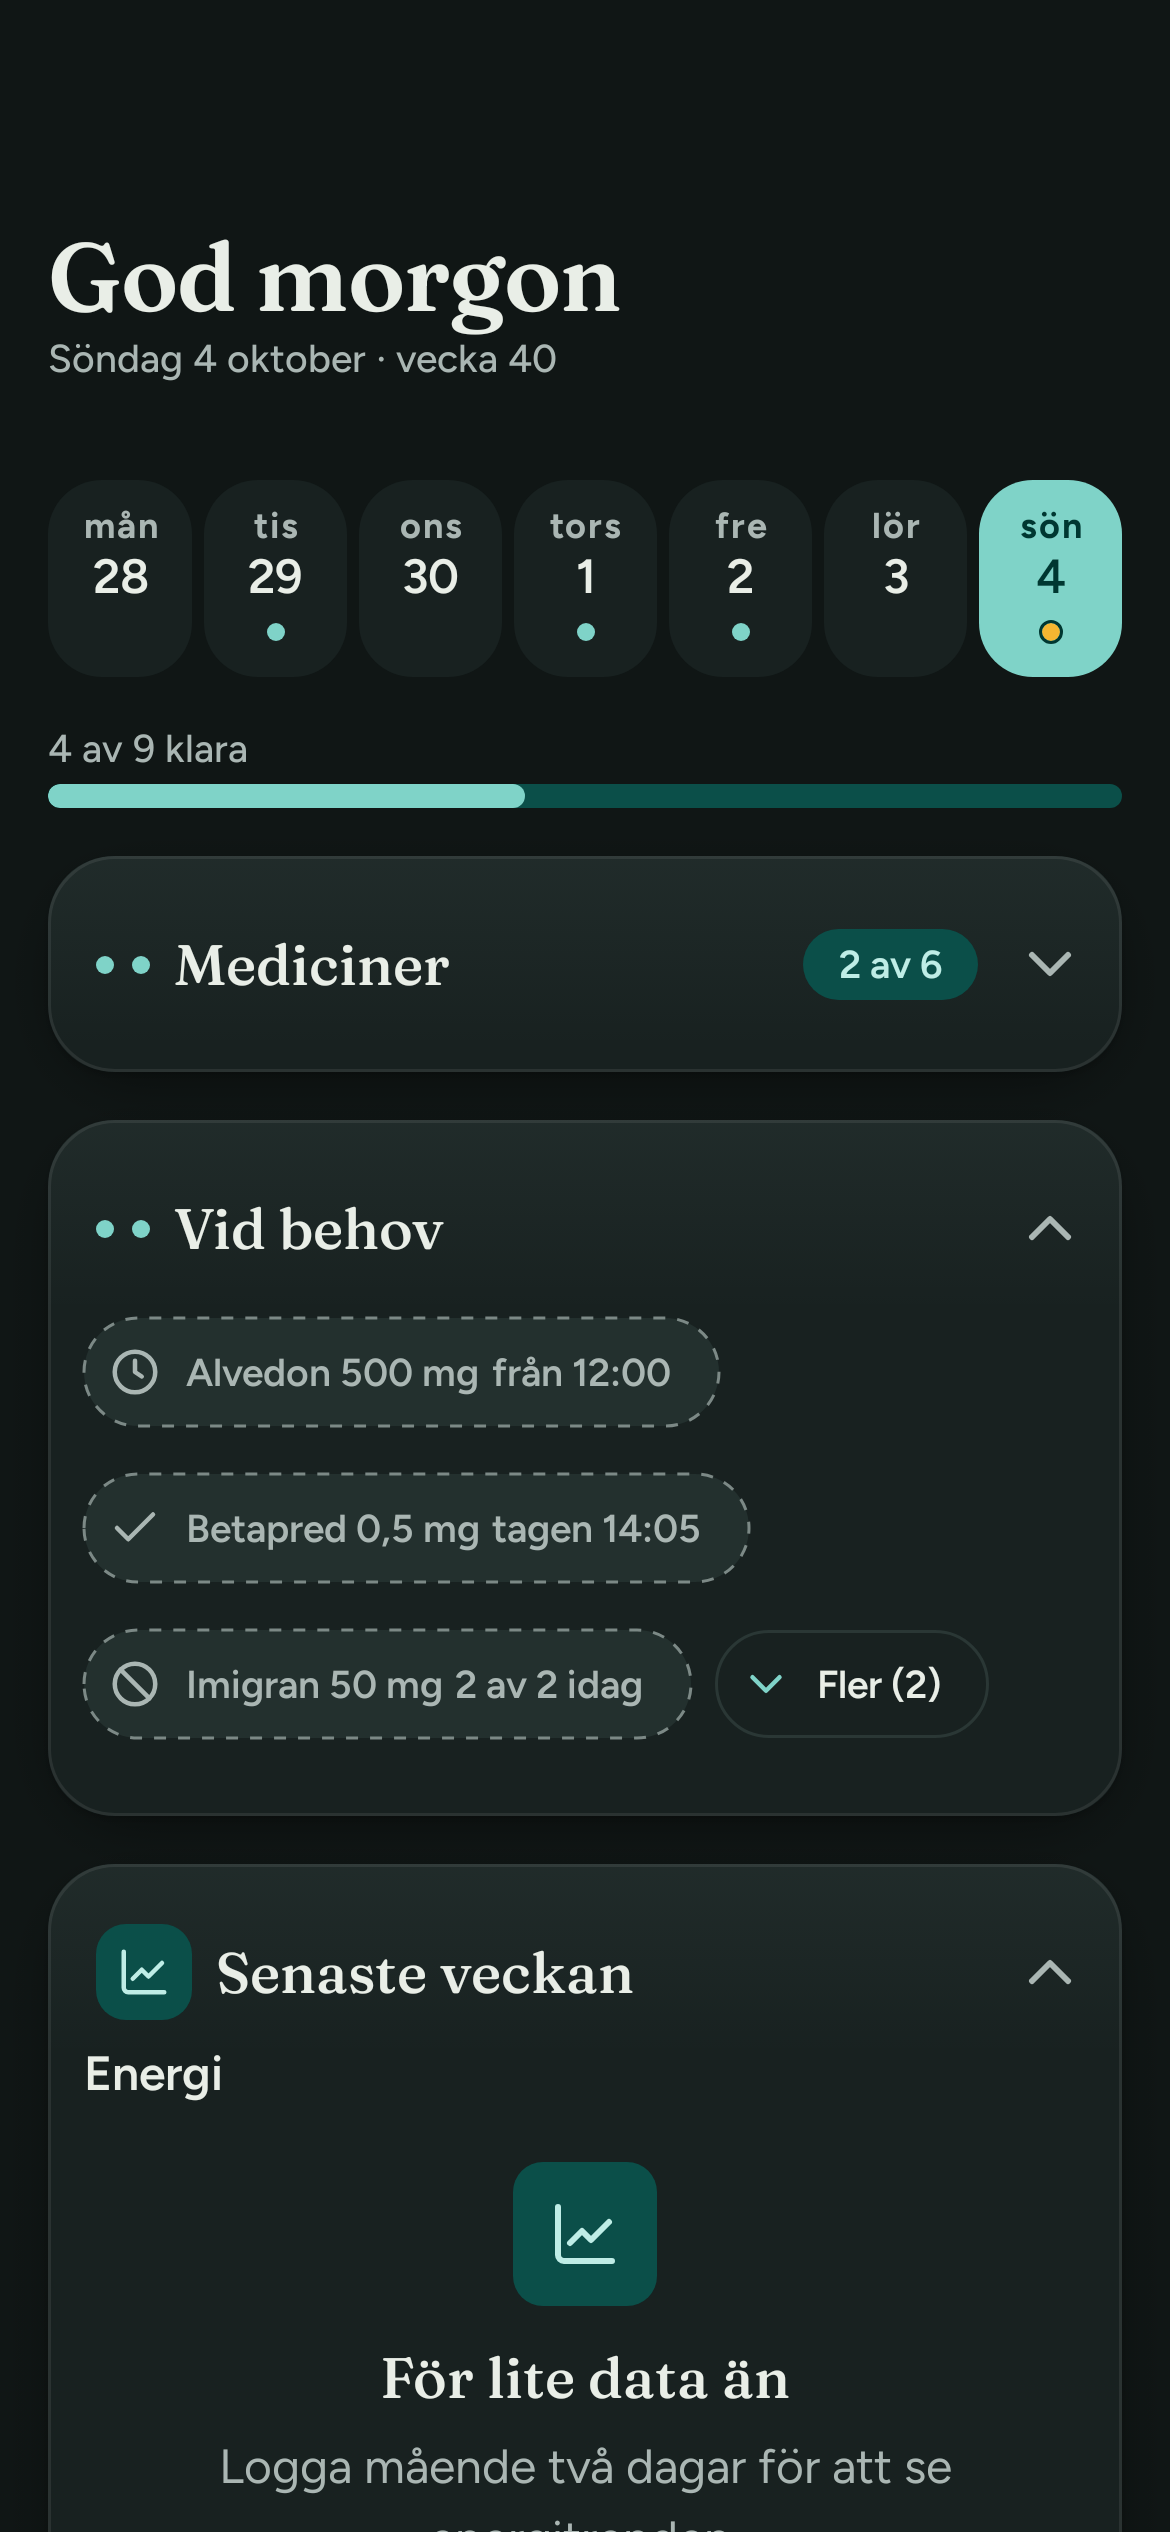 God morgon
Söndag 4 oktober · vecka 40
mån tis ons tors fre lör sön
28 29 30 1 2 3 4
4 av 9 klara
Mediciner 2 av 6
Vid behov
Alvedon 500 mg från 12:00
Betapred 0,5 mg tagen 14:05
Imigran 50 mg 2 av 2 idag Fler (2)
Senaste veckan
Energi
För lite data än
Logga mående två dagar för att se